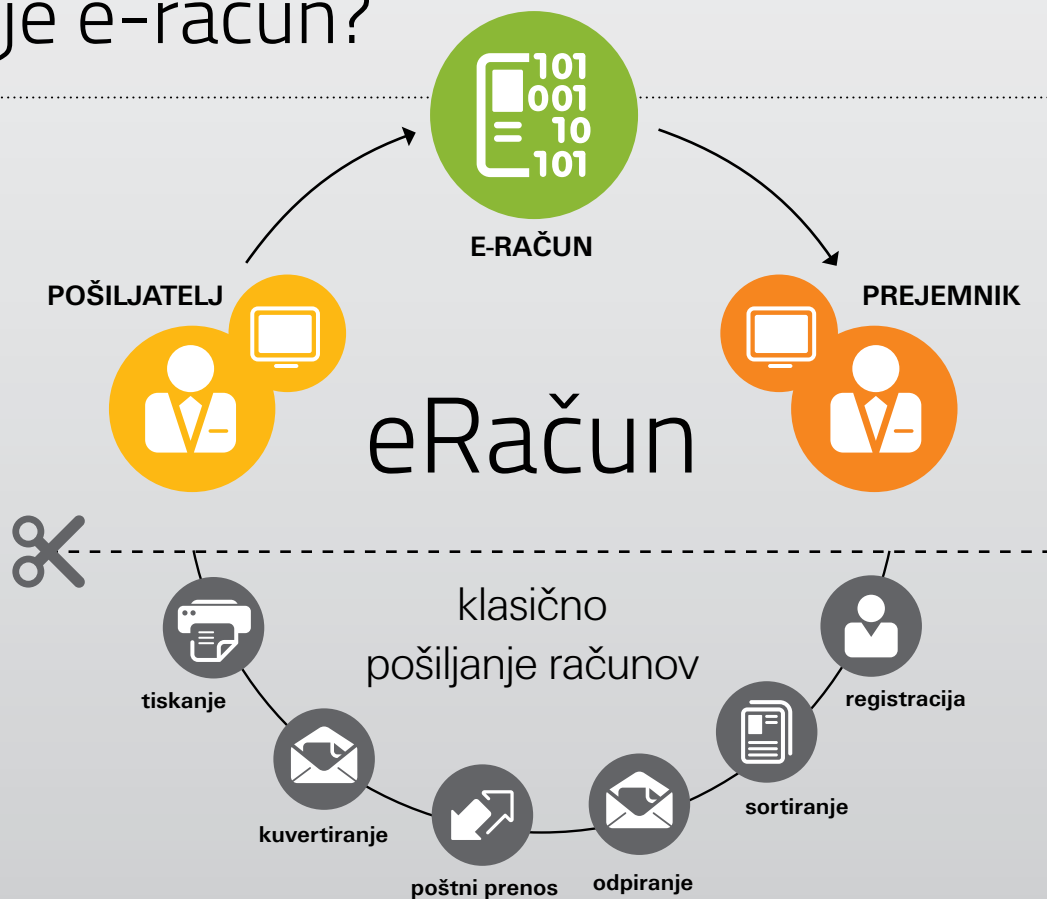 je e-račun?
101
001
10
101
E-RAČUN
POŠILJATELJ
PREJEMNIK
eRačun
klasično
pošiljanje računov
tiskanje
registracija
kuvertiranje
sortiranje
poštni prenos
odpiranje